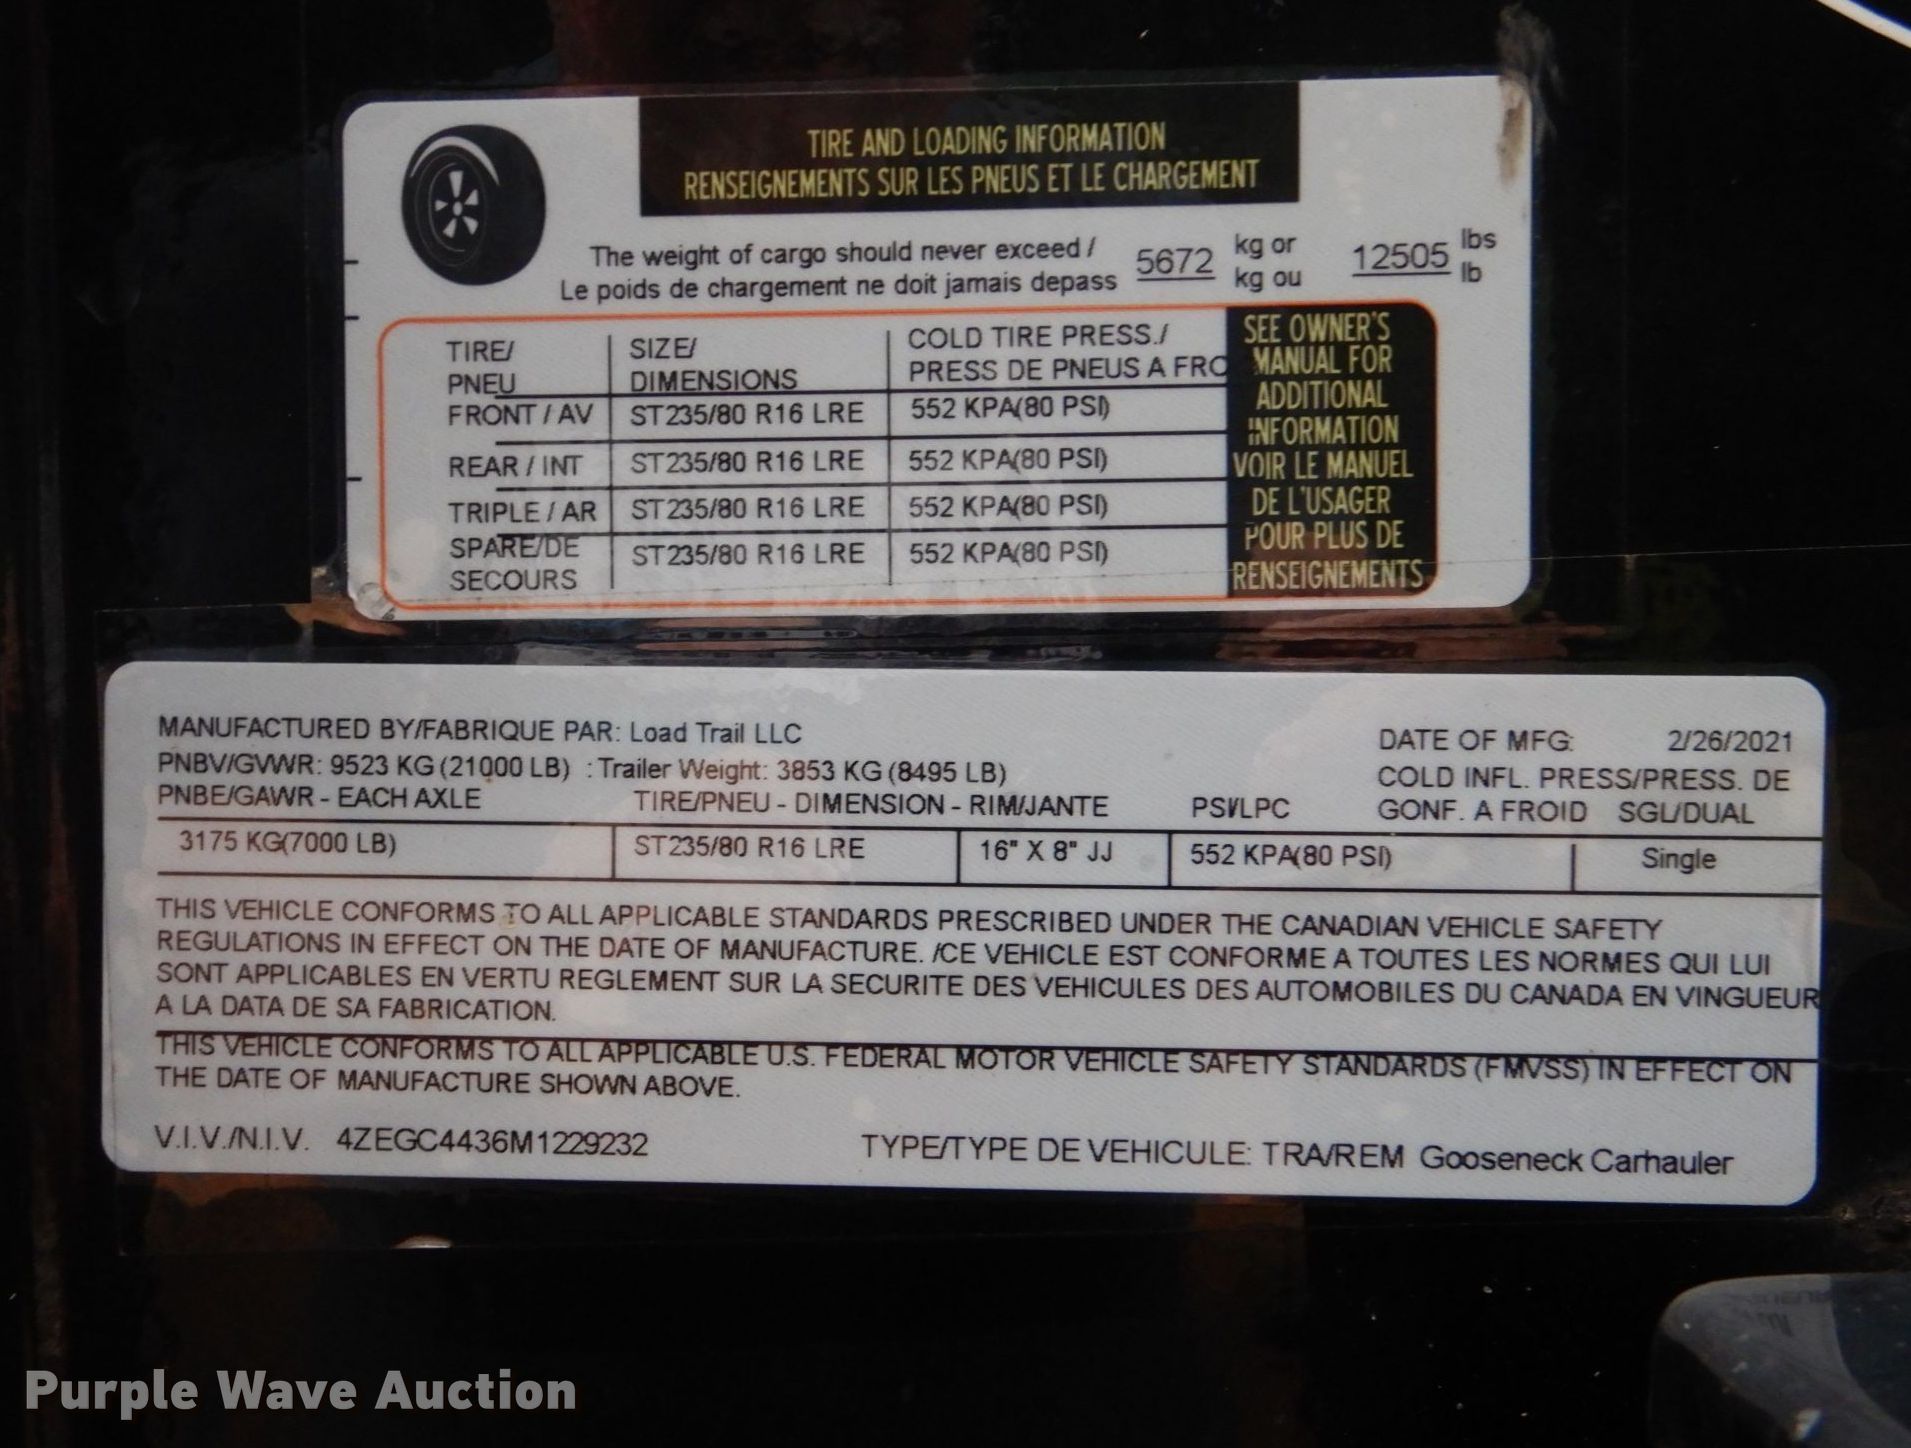 TIRE AND LOADING INFORMATION
RENSEIGNEMENTS SUR LES PNEUS ET LE CHARGEMENT
The weight of cargo should never exceed / 5672 kg or 12505 lbs
Le poids de chargement ne doit jamais depass kg ou lb
TIRE/ SIZE/ COLD TIRE PRESS./
PNEU DIMENSIONS PRESS DE PNEUS A FRO
FRONT / AV ST235/80 R16 LRE 552 KPA(80 PSI)
REAR / INT ST235/80 R16 LRE 552 KPA(80 PSI)
TRIPLE / AR ST235/80 R16 LRE 552 KPA(80 PSI)
SPARE/DE ST235/80 R16 LRE 552 KPA(80 PSI)
SECOURS
SEE OWNER'S
MANUAL FOR
ADDITIONAL
INFORMATION
VOIR LE MANUEL
DE L'USAGER
POUR PLUS DE
RENSEIGNEMENTS
MANUFACTURED BY/FABRIQUE PAR: Load Trail LLC DATE OF MFG: 2/26/2021
PNBV/GVWR: 9523 KG (21000 LB) : Trailer Weight: 3853 KG (8495 LB) COLD INFL. PRESS/PRESS. DE
PNBE/GAWR - EACH AXLE TIRE/PNEU - DIMENSION - RIM/JANTE PSI/LPC GONF. A FROID SGL/DUAL
3175 KG(7000 LB) ST235/80 R16 LRE 16" X 8" JJ 552 KPA(80 PSI) Single
THIS VEHICLE CONFORMS TO ALL APPLICABLE STANDARDS PRESCRIBED UNDER THE CANADIAN VEHICLE SAFETY
REGULATIONS IN EFFECT ON THE DATE OF MANUFACTURE. /CE VEHICLE EST CONFORME A TOUTES LES NORMES QUI LUI
SONT APPLICABLES EN VERTU REGLEMENT SUR LA SECURITE DES VEHICULES DES AUTOMOBILES DU CANADA EN VINGUEUR
A LA DATA DE SA FABRICATION.
THIS VEHICLE CONFORMS TO ALL APPLICABLE U.S. FEDERAL MOTOR VEHICLE SAFETY STANDARDS (FMVSS) IN EFFECT ON
THE DATE OF MANUFACTURE SHOWN ABOVE.
V.I.V./N.I.V. 4ZEGC4436M1229232 TYPE/TYPE DE VEHICULE: TRA/REM Gooseneck Carhauler
Purple Wave Auction